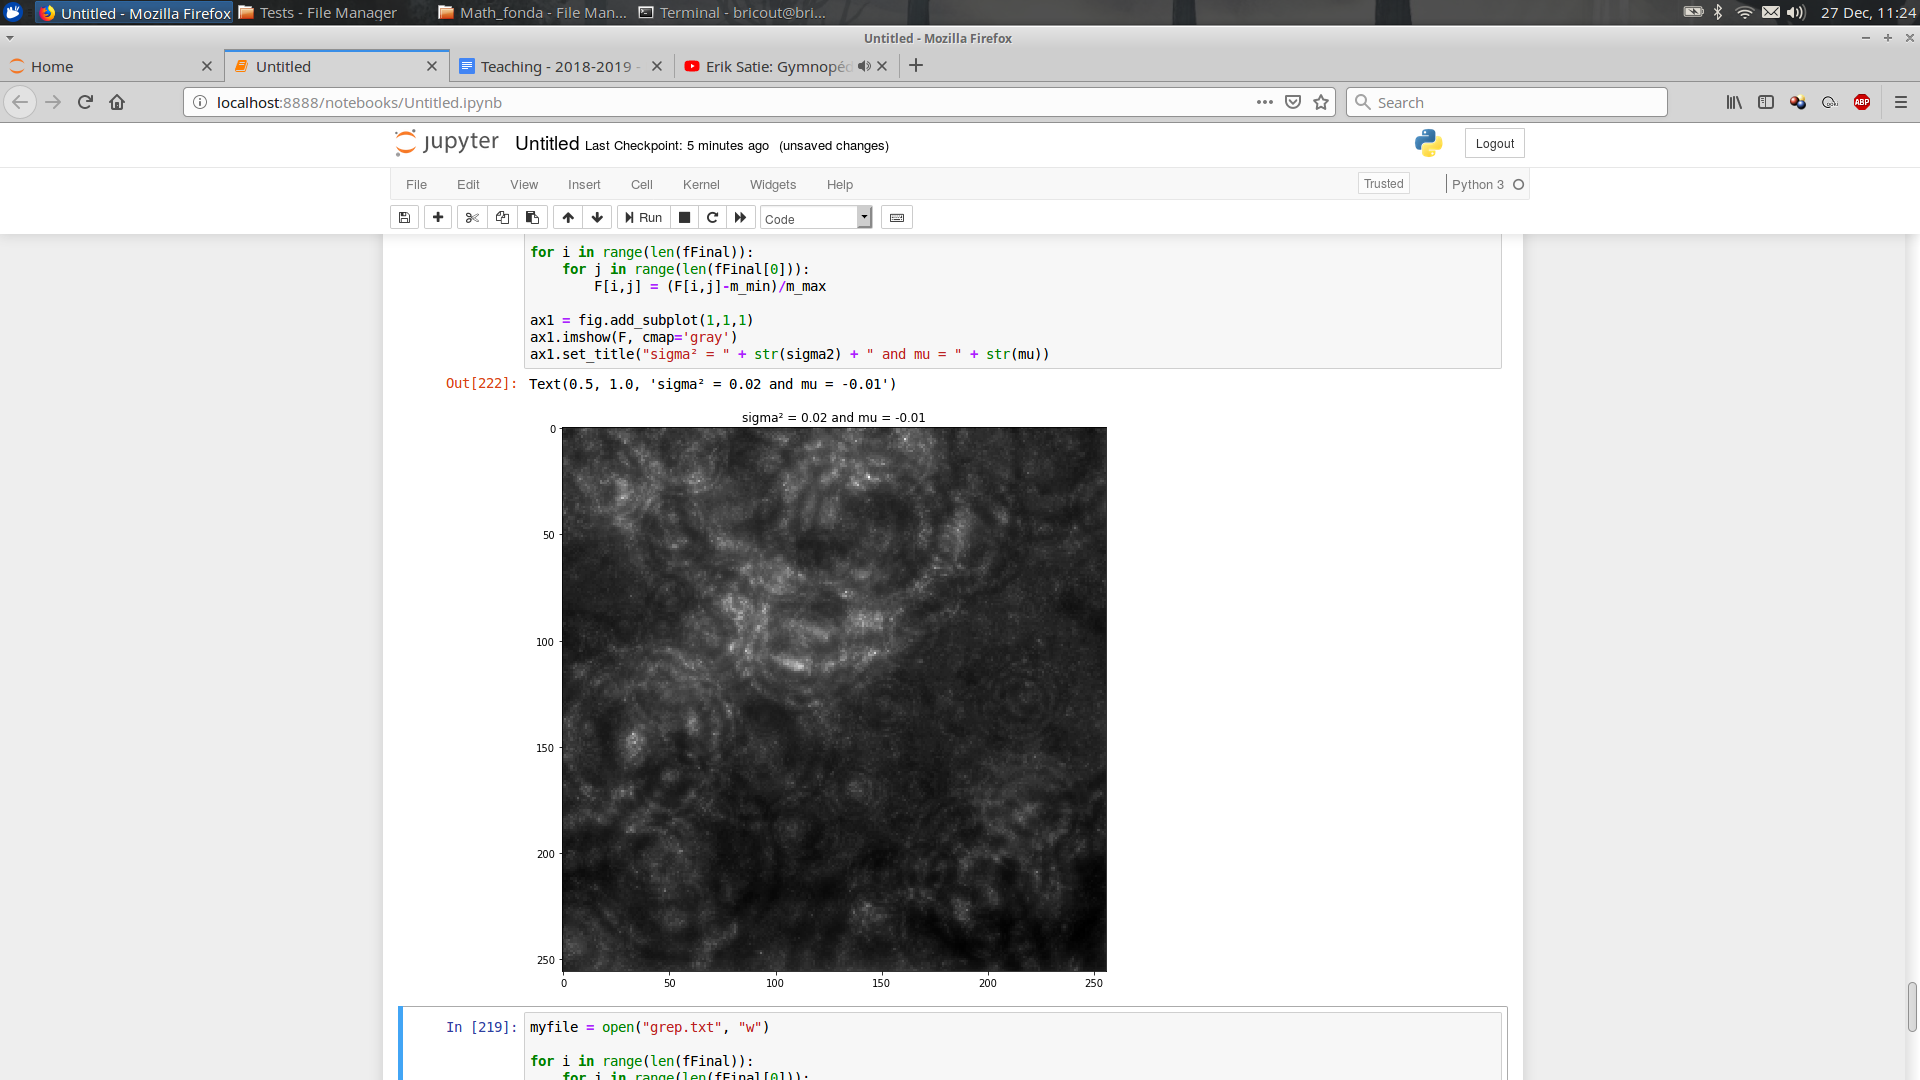 Untitled - Mozilla Firefox
Tests - File Manager
Math_fonda - File Man...
Terminal - bricout@bri...
27 Dec, 11:24
Untitled - Mozilla Firefox
Home
Untitled
Teaching - 2018-2019 -
Erik Satie: Gymnopéd
localhost:8888/notebooks/Untitled.ipynb
Search
ABP
jupyter
Untitled Last Checkpoint: 5 minutes ago (unsaved changes)
Logout
File Edit View Insert Cell Kernel Widgets Help
Trusted
Python 3
Run
Code
for i in range(len(fFinal)):
    for j in range(len(fFinal[0])):
        F[i,j] = (F[i,j]-m_min)/m_max
ax1 = fig.add_subplot(1,1,1)
ax1.imshow(F, cmap='gray')
ax1.set_title("sigma² = " + str(sigma2) + " and mu = " + str(mu))
Out[222]: Text(0.5, 1.0, 'sigma² = 0.02 and mu = -0.01')
sigma² = 0.02 and mu = -0.01
0
50
100
150
200
250
0 50 100 150 200 250
In [219]: myfile = open("grep.txt", "w")
for i in range(len(fFinal)):
    for j in range(len(fFinal[0])):